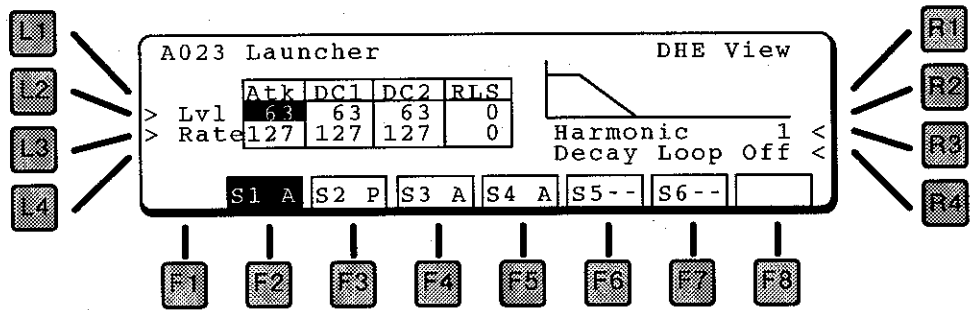 L1
L2
L3
L4
A023 Launcher DHE View
Atk DC1 DC2 RLS
> Lvl 63 63 63 0
> Rate 127 127 127 0
Harmonic 1 <
Decay Loop Off <
S1 A S2 P S3 A S4 A S5-- S6--
R1
R2
R3
R4
F1 F2 F3 F4 F5 F6 F7 F8